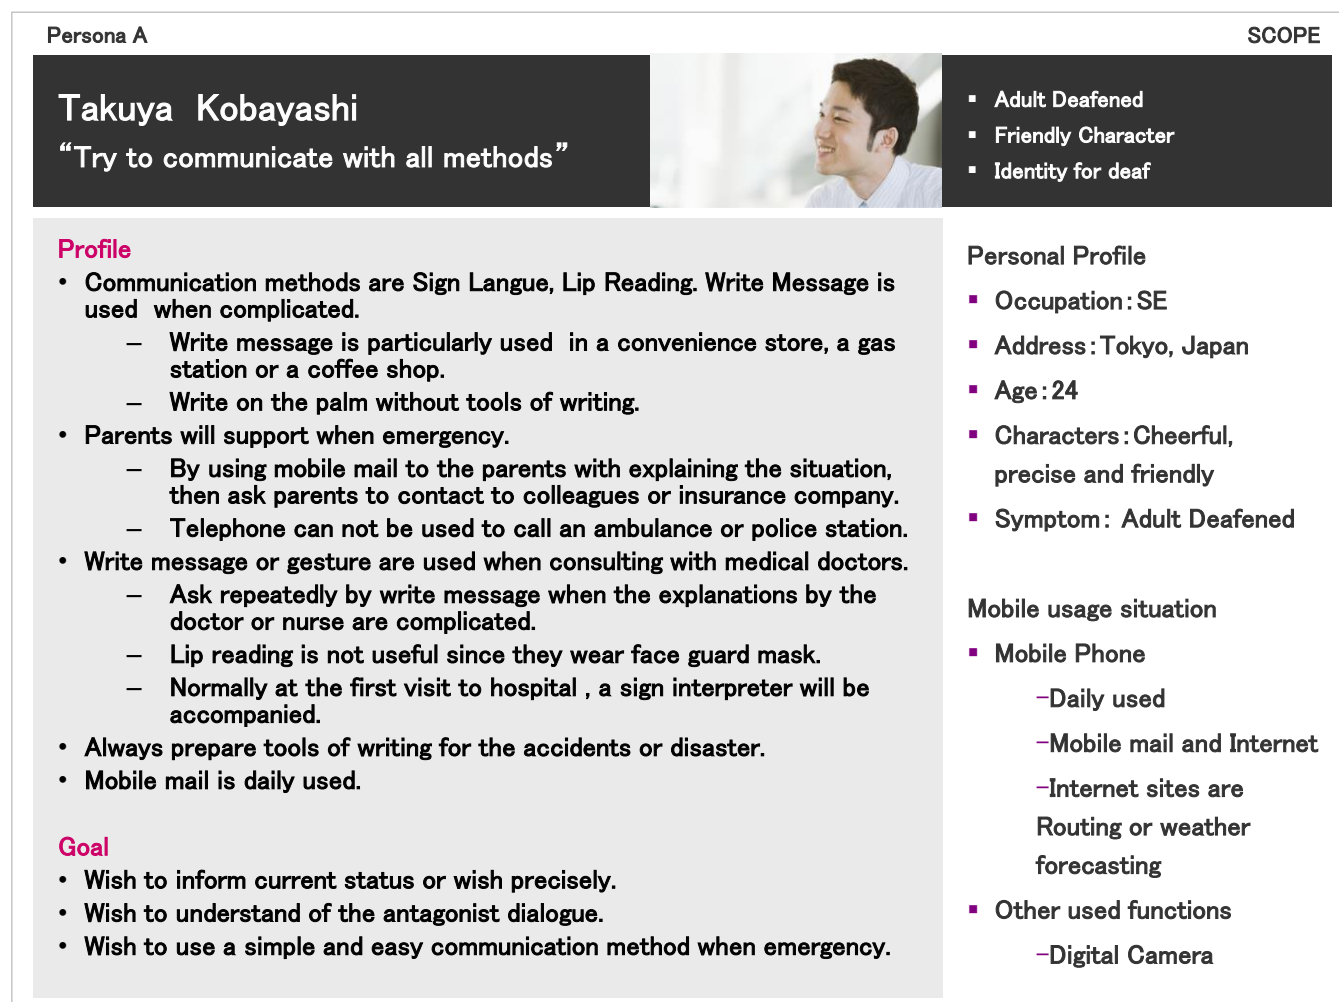 Persona A
SCOPE
Takuya Kobayashi
“Try to communicate with all methods”
▪ Adult Deafened
▪ Friendly Character
▪ Identity for deaf
Profile
• Communication methods are Sign Langue, Lip Reading. Write Message is
used when complicated.
– Write message is particularly used in a convenience store, a gas
station or a coffee shop.
– Write on the palm without tools of writing.
• Parents will support when emergency.
– By using mobile mail to the parents with explaining the situation,
then ask parents to contact to colleagues or insurance company.
– Telephone can not be used to call an ambulance or police station.
• Write message or gesture are used when consulting with medical doctors.
– Ask repeatedly by write message when the explanations by the
doctor or nurse are complicated.
– Lip reading is not useful since they wear face guard mask.
– Normally at the first visit to hospital , a sign interpreter will be
accompanied.
• Always prepare tools of writing for the accidents or disaster.
• Mobile mail is daily used.
Goal
• Wish to inform current status or wish precisely.
• Wish to understand of the antagonist dialogue.
• Wish to use a simple and easy communication method when emergency.
Personal Profile
▪ Occupation：SE
▪ Address：Tokyo, Japan
▪ Age：24
▪ Characters：Cheerful,
precise and friendly
▪ Symptom： Adult Deafened
Mobile usage situation
▪ Mobile Phone
–Daily used
–Mobile mail and Internet
–Internet sites are
Routing or weather
forecasting
▪ Other used functions
–Digital Camera